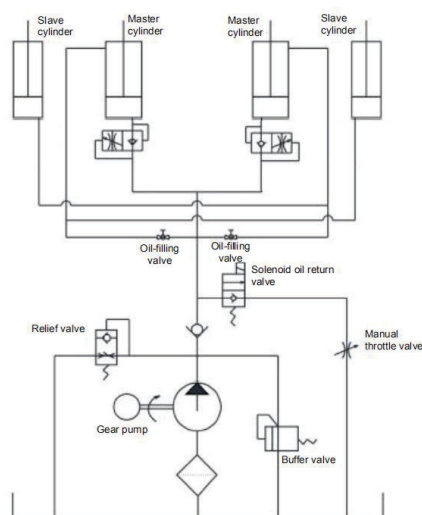 Slave
cylinder
Master
cylinder
Master
cylinder
Slave
cylinder
Oil-filling
valve
Oil-filling
valve
Solenoid oil return
valve
Relief valve
Manual
throttle valve
Gear pump
Buffer valve